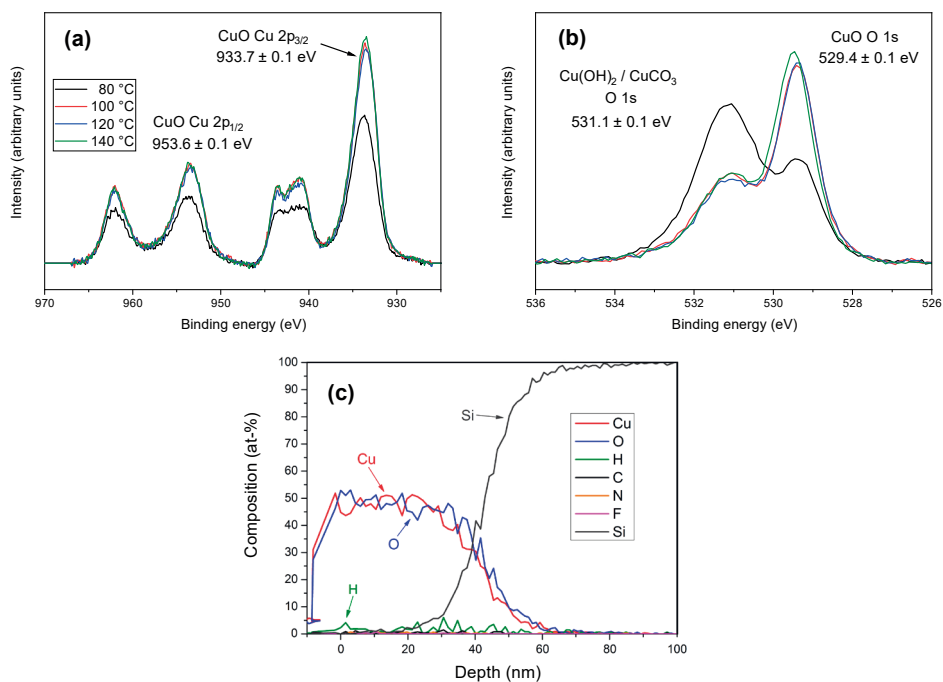 (a)
CuO Cu 2p3/2
933.7 ± 0.1 eV
80 °C
100 °C
120 °C
140 °C
CuO Cu 2p1/2
953.6 ± 0.1 eV
Intensity (arbitrary units)
970 960 950 940 930
Binding energy (eV)
(b)
CuO O 1s
529.4 ± 0.1 eV
Cu(OH)2 / CuCO3
O 1s
531.1 ± 0.1 eV
Intensity (arbitrary units)
536 534 532 530 528 526
Binding energy (eV)
(c)
Si
Cu
O
H
Cu
O
H
C
N
F
Si
Composition (at-%)
100
90
80
70
60
50
40
30
20
10
0
0 20 40 60 80 100
Depth (nm)